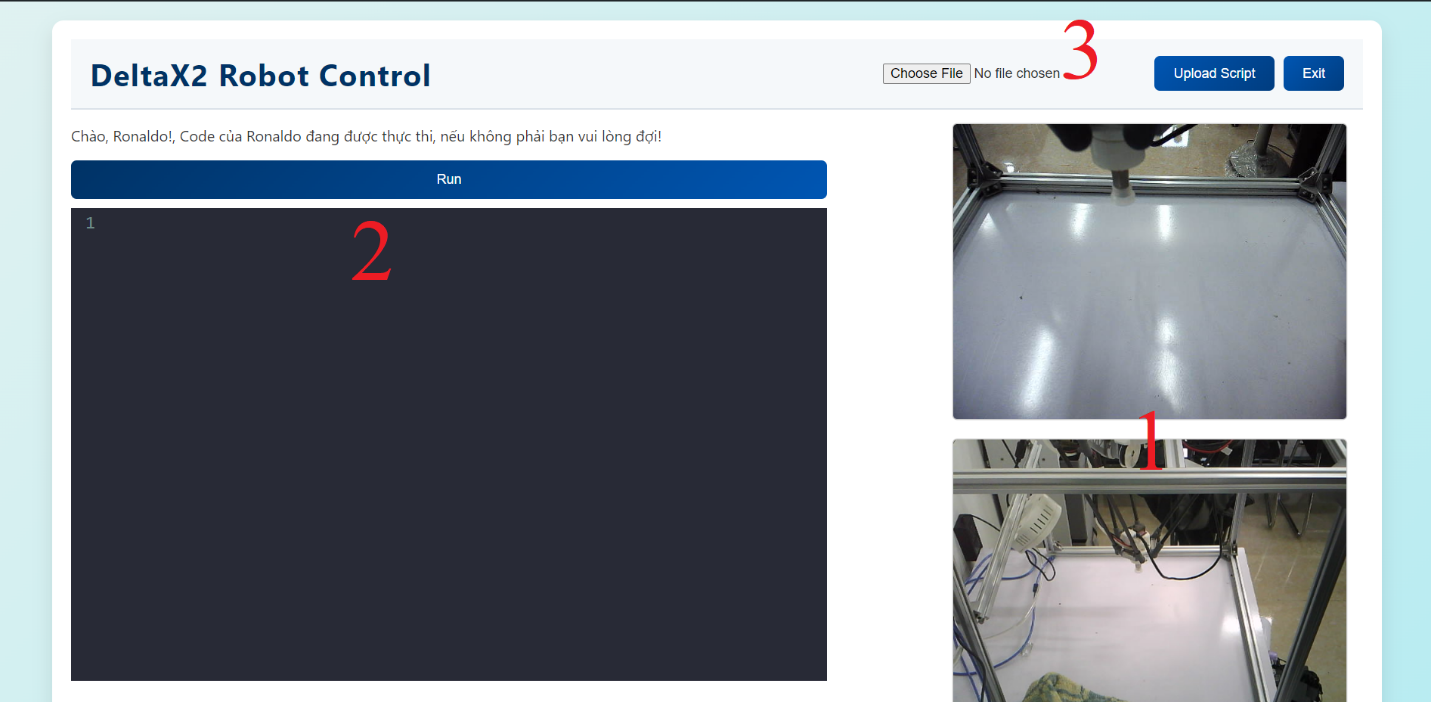 DeltaX2 Robot Control
Choose File No file chosen
3
Upload Script
Exit
Chào, Ronaldo!, Code của Ronaldo đang được thực thi, nếu không phải bạn vui lòng đợi!
Run
1
2
1